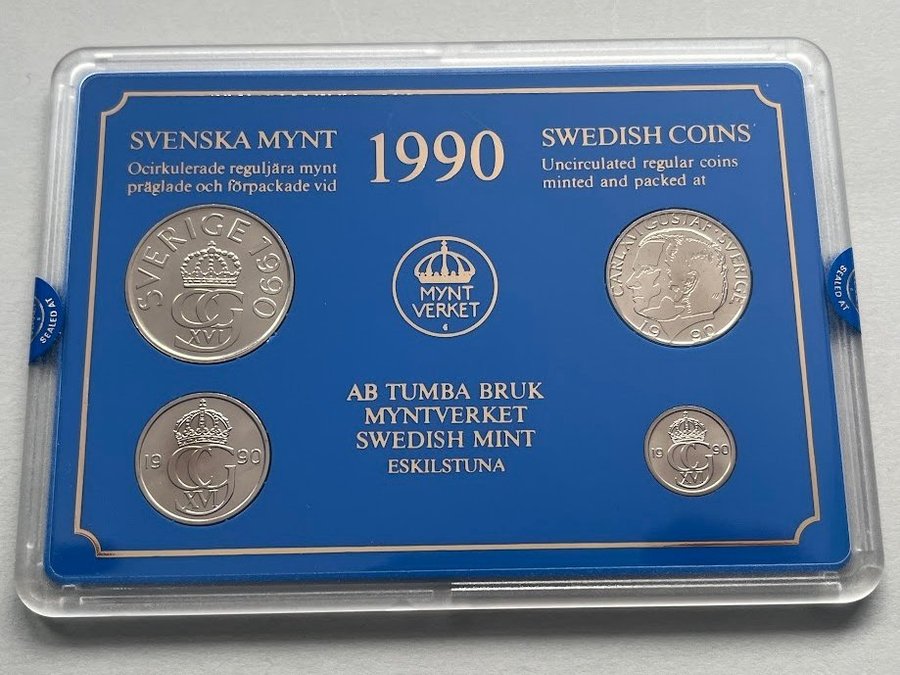 SVENSKA MYNT
Ocirkulerade reguljära mynt
präglade och förpackade vid
1990
SWEDISH COINS
Uncirculated regular coins
minted and packed at
SVERIGE 1990
CG
XVI
MYNT
VERKET
CARL XVI GUSTAF · SVERIGE
19 90
SEALED AT
SEALED AT
AB TUMBA BRUK
MYNTVERKET
SWEDISH MINT
ESKILSTUNA
19 90
CG
XVI
19 90
CG
XVI